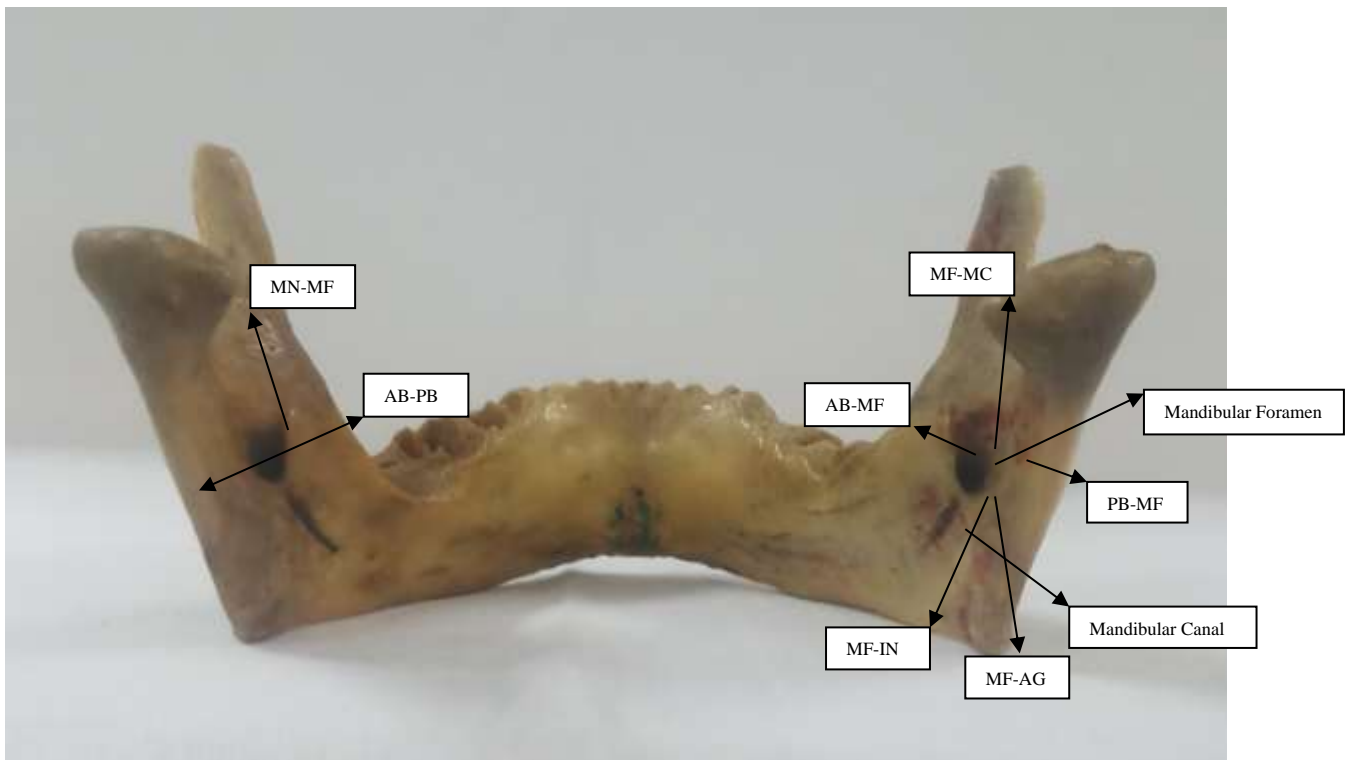 MN-MF
MF-MC
AB-PB
AB-MF
Mandibular Foramen
PB-MF
Mandibular Canal
MF-IN
MF-AG